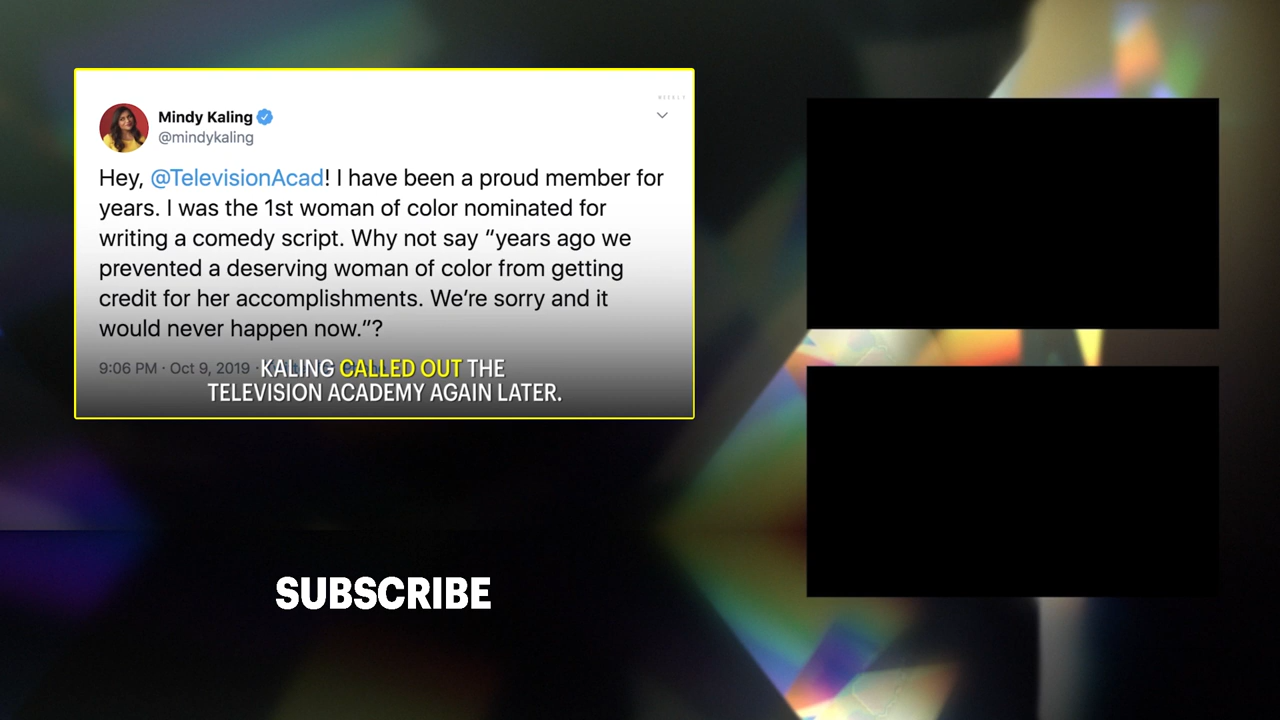 WEEKLY
Mindy Kaling
@mindykaling
Hey, @TelevisionAcad! I have been a proud member for
years. I was the 1st woman of color nominated for
writing a comedy script. Why not say “years ago we
prevented a deserving woman of color from getting
credit for her accomplishments. We’re sorry and it
would never happen now.”?
9:06 PM · Oct 9, 2019 ·
KALING CALLED OUT THE
TELEVISION ACADEMY AGAIN LATER.
SUBSCRIBE